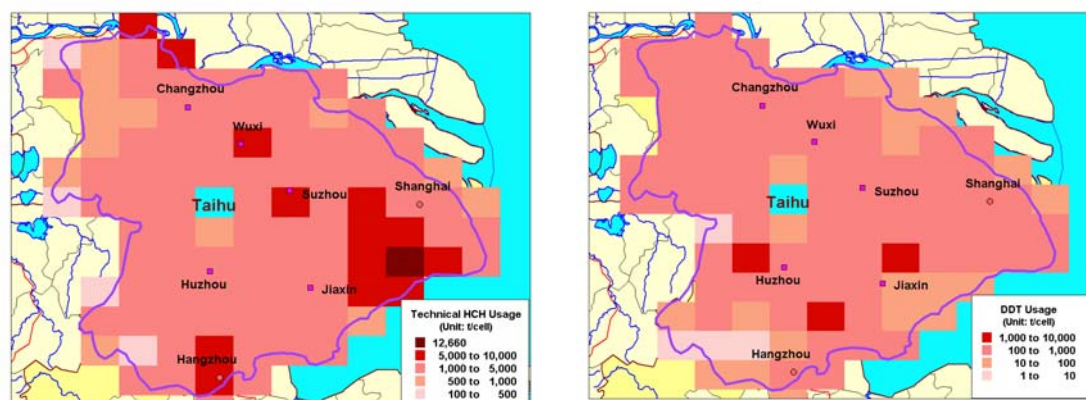 Changzhou
Wuxi
Suzhou
Shanghai
Taihu
Huzhou
Jiaxin
Hangzhou
Technical HCH Usage
(Unit: t/cell)
12,660
5,000 to 10,000
1,000 to 5,000
500 to 1,000
100 to 500
Changzhou
Wuxi
Suzhou
Shanghai
Taihu
Huzhou
Jiaxin
Hangzhou
DDT Usage
(Unit: t/cell)
1,000 to 10,000
100 to 1,000
10 to 100
1 to 10